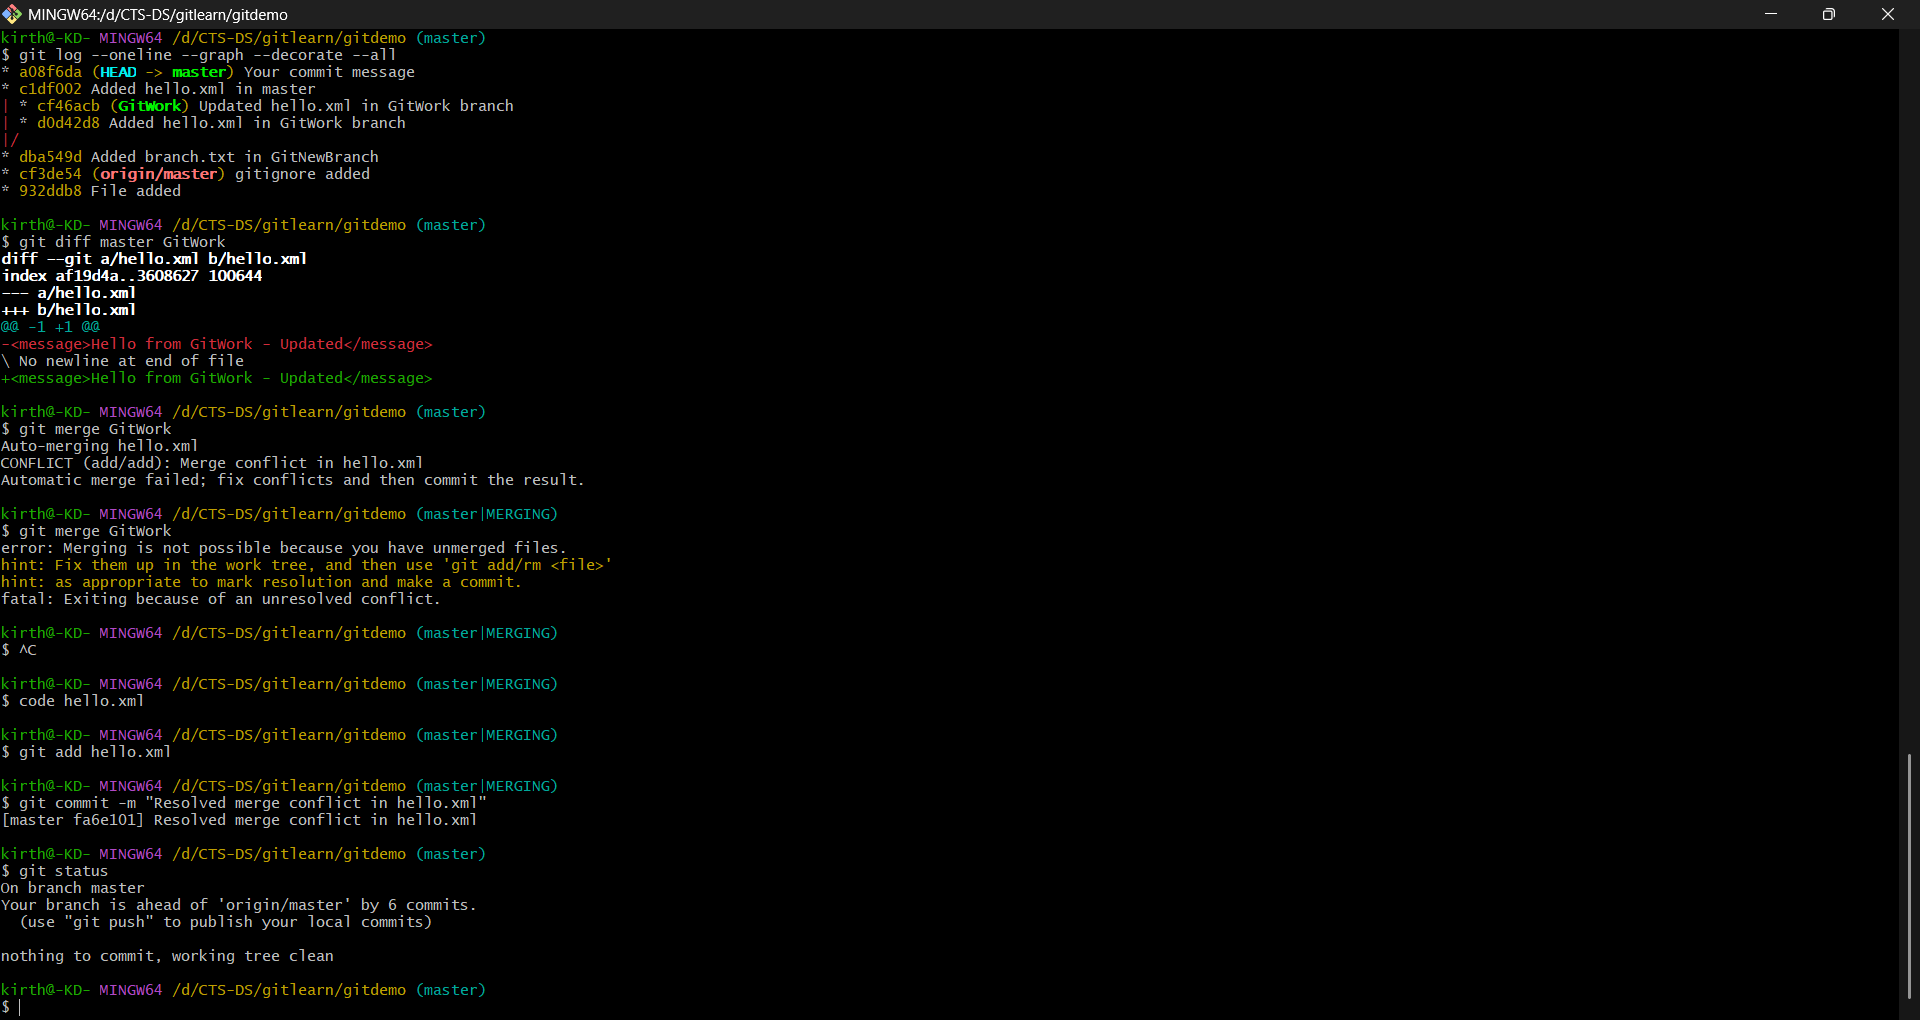 MINGW64:/d/CTS-DS/gitlearn/gitdemo
kirth@-KD- MINGW64 /d/CTS-DS/gitlearn/gitdemo (master)
$ git log --oneline --graph --decorate --all
* a08f6da (HEAD -> master) Your commit message
* c1df002 Added hello.xml in master
| * cf46acb (GitWork) Updated hello.xml in GitWork branch
| * d0d42d8 Added hello.xml in GitWork branch
|/
* dba549d Added branch.txt in GitNewBranch
* cf3de54 (origin/master) gitignore added
* 932ddb8 File added
kirth@-KD- MINGW64 /d/CTS-DS/gitlearn/gitdemo (master)
$ git diff master GitWork
diff --git a/hello.xml b/hello.xml
index af19d4a..3608627 100644
--- a/hello.xml
+++ b/hello.xml
@@ -1 +1 @@
-<message>Hello from GitWork - Updated</message>
\ No newline at end of file
+<message>Hello from GitWork - Updated</message>
kirth@-KD- MINGW64 /d/CTS-DS/gitlearn/gitdemo (master)
$ git merge GitWork
Auto-merging hello.xml
CONFLICT (add/add): Merge conflict in hello.xml
Automatic merge failed; fix conflicts and then commit the result.
kirth@-KD- MINGW64 /d/CTS-DS/gitlearn/gitdemo (master|MERGING)
$ git merge GitWork
error: Merging is not possible because you have unmerged files.
hint: Fix them up in the work tree, and then use 'git add/rm <file>'
hint: as appropriate to mark resolution and make a commit.
fatal: Exiting because of an unresolved conflict.
kirth@-KD- MINGW64 /d/CTS-DS/gitlearn/gitdemo (master|MERGING)
$ ^C
kirth@-KD- MINGW64 /d/CTS-DS/gitlearn/gitdemo (master|MERGING)
$ code hello.xml
kirth@-KD- MINGW64 /d/CTS-DS/gitlearn/gitdemo (master|MERGING)
$ git add hello.xml
kirth@-KD- MINGW64 /d/CTS-DS/gitlearn/gitdemo (master|MERGING)
$ git commit -m "Resolved merge conflict in hello.xml"
[master fa6e101] Resolved merge conflict in hello.xml
kirth@-KD- MINGW64 /d/CTS-DS/gitlearn/gitdemo (master)
$ git status
On branch master
Your branch is ahead of 'origin/master' by 6 commits.
  (use "git push" to publish your local commits)
nothing to commit, working tree clean
kirth@-KD- MINGW64 /d/CTS-DS/gitlearn/gitdemo (master)
$